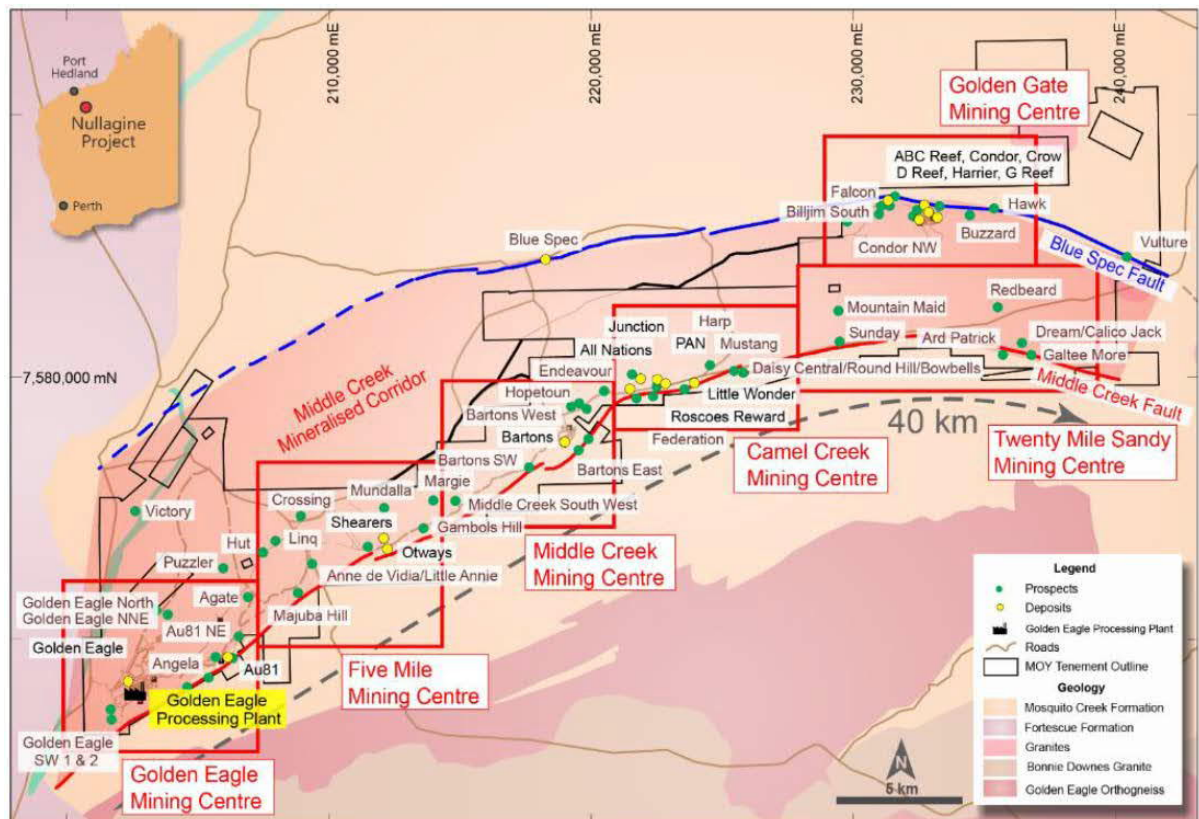 210,000 mE
220,000 mE
230,000 mE
240,000 mE
Port
Hedland
Nullagine
Project
Perth
Golden Gate
Mining Centre
ABC Reef, Condor, Crow
D Reef, Harrier, G Reef
Falcon
Billjim South
Hawk
Condor NW
Buzzard
Vulture
Blue Spec
Blue Spec Fault
Redbeard
Mountain Maid
Harp
Junction
PAN
Sunday
Ard Patrick
Dream/Calico Jack
All Nations
Mustang
Galtee More
7,580,000 mN
Endeavour
Daisy Central/Round Hill/Bowbells
Middle Creek Fault
Middle Creek
Mineralised Corridor
Hopetoun
Little Wonder
Bartons West
Roscoes Reward
40 km
Bartons
Federation
Camel Creek
Mining Centre
Twenty Mile Sandy
Mining Centre
Bartons SW
Bartons East
Margie
Mundalla
Crossing
Middle Creek South West
Victory
Shearers
Gambols Hill
Linq
Hut
Otways
Middle Creek
Mining Centre
Puzzler
Anne de Vidia/Little Annie
Golden Eagle North
Golden Eagle NNE
Agate
Majuba Hill
Au81 NE
Golden Eagle
Angela
Au81
Five Mile
Mining Centre
Golden Eagle
Processing Plant
Golden Eagle
SW 1 & 2
Golden Eagle
Mining Centre
N
5 km
Legend
Prospects
Deposits
Golden Eagle Processing Plant
Roads
MOY Tenement Outline
Geology
Mosquito Creek Formation
Fortescue Formation
Granites
Bonnie Downes Granite
Golden Eagle Orthogneiss